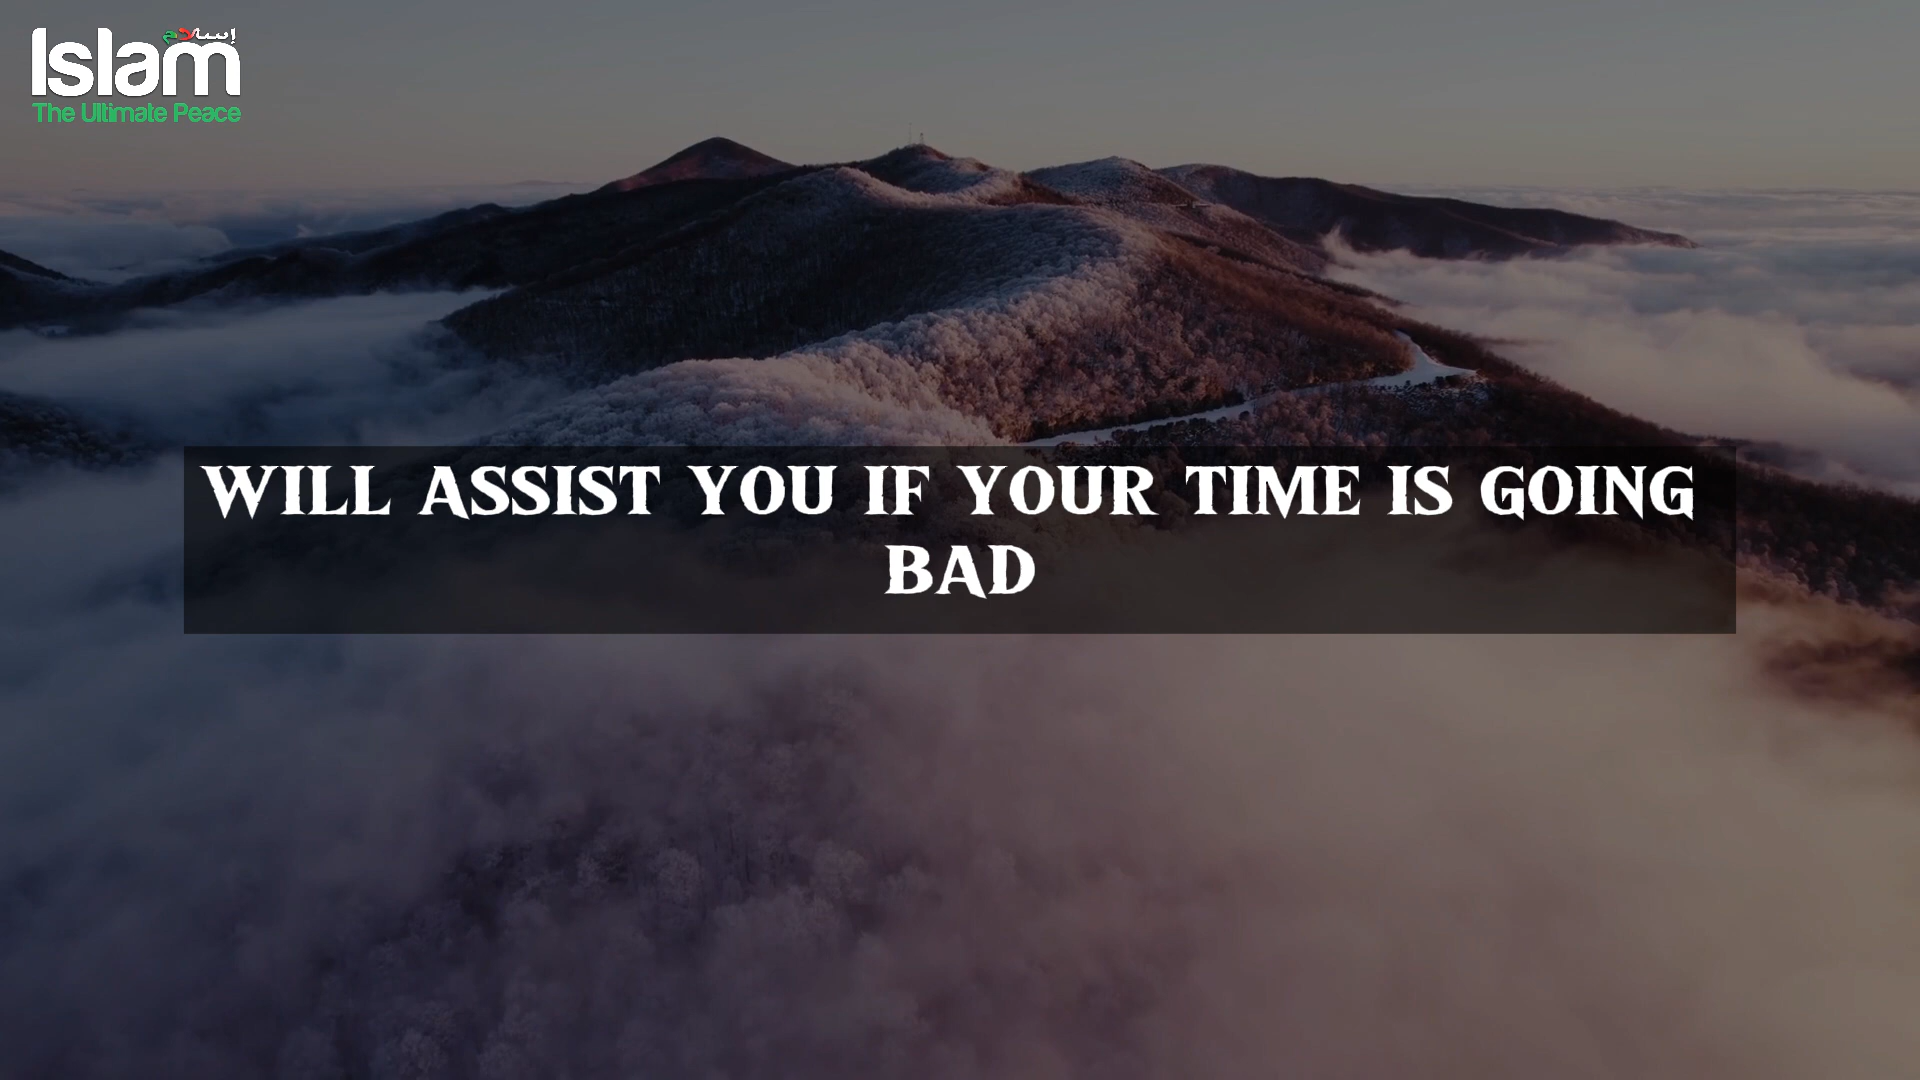 إسلام
Islam
The Ultimate Peace
WILL ASSIST YOU IF YOUR TIME IS GOING
BAD